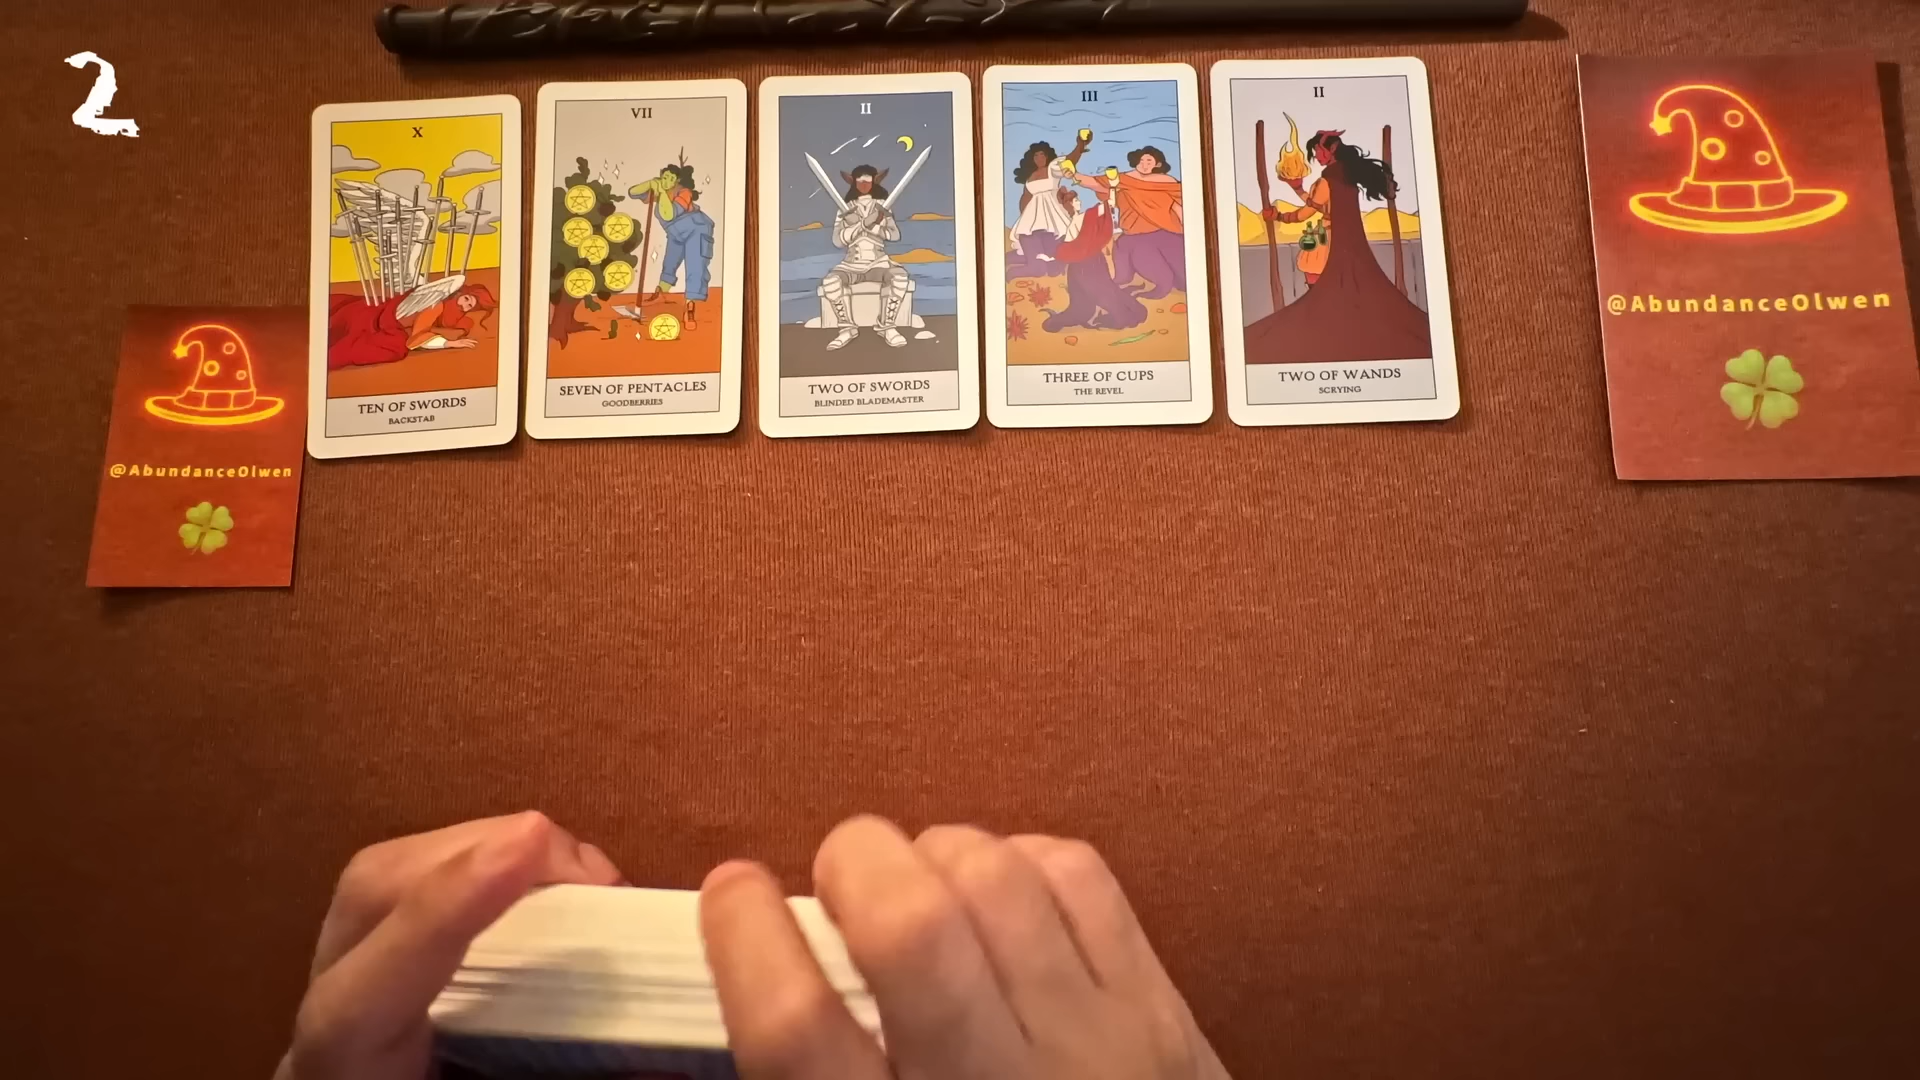 2
X
TEN OF SWORDS
BACKSTAB
VII
SEVEN OF PENTACLES
GOODBERRIES
II
TWO OF SWORDS
BLINDED BLADEMASTER
III
THREE OF CUPS
THE REVEL
II
TWO OF WANDS
SCRYING
@AbundanceOlwen
@AbundanceOlwen